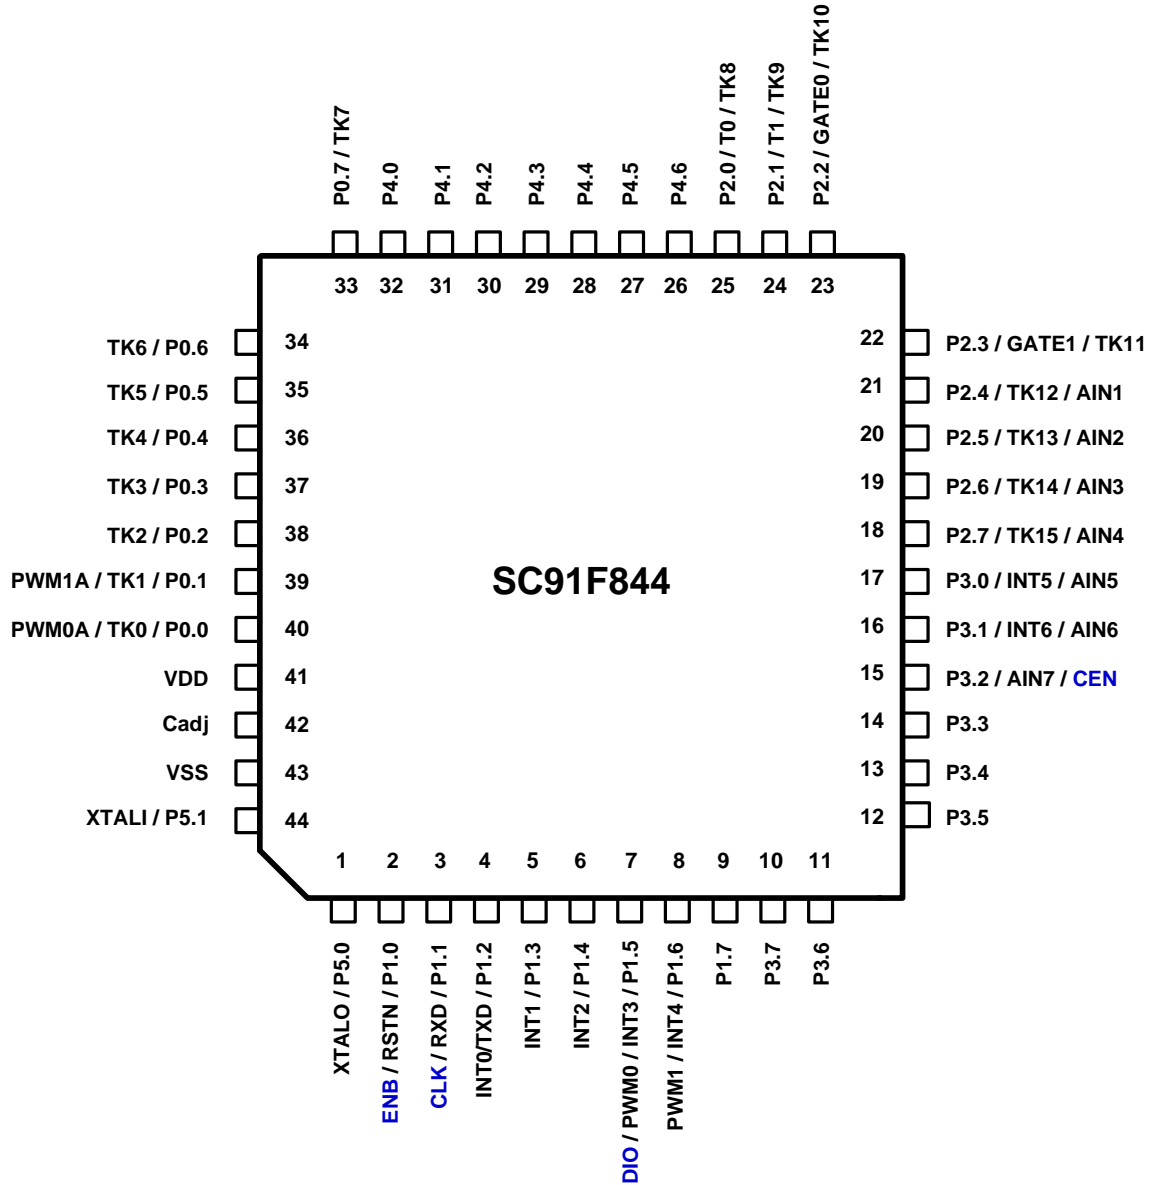 P0.7 / TK7
P4.0
P4.1
P4.2
P4.3
P4.4
P4.5
P4.6
P2.0 / T0 / TK8
P2.1 / T1 / TK9
P2.2 / GATE0 / TK10
33
32
31
30
29
28
27
26
25
24
23
TK6 / P0.6
34
TK5 / P0.5
35
TK4 / P0.4
36
TK3 / P0.3
37
TK2 / P0.2
38
PWM1A / TK1 / P0.1
39
PWM0A / TK0 / P0.0
40
VDD
41
Cadj
42
VSS
43
XTALI / P5.1
44
SC91F844
22
P2.3 / GATE1 / TK11
21
P2.4 / TK12 / AIN1
20
P2.5 / TK13 / AIN2
19
P2.6 / TK14 / AIN3
18
P2.7 / TK15 / AIN4
17
P3.0 / INT5 / AIN5
16
P3.1 / INT6 / AIN6
15
P3.2 / AIN7 / CEN
14
P3.3
13
P3.4
12
P3.5
1
2
3
4
5
6
7
8
9
10
11
XTALO / P5.0
ENB / RSTN / P1.0
CLK / RXD / P1.1
INT0/TXD / P1.2
INT1 / P1.3
INT2 / P1.4
DIO / PWM0 / INT3 / P1.5
PWM1 / INT4 / P1.6
P1.7
P3.7
P3.6